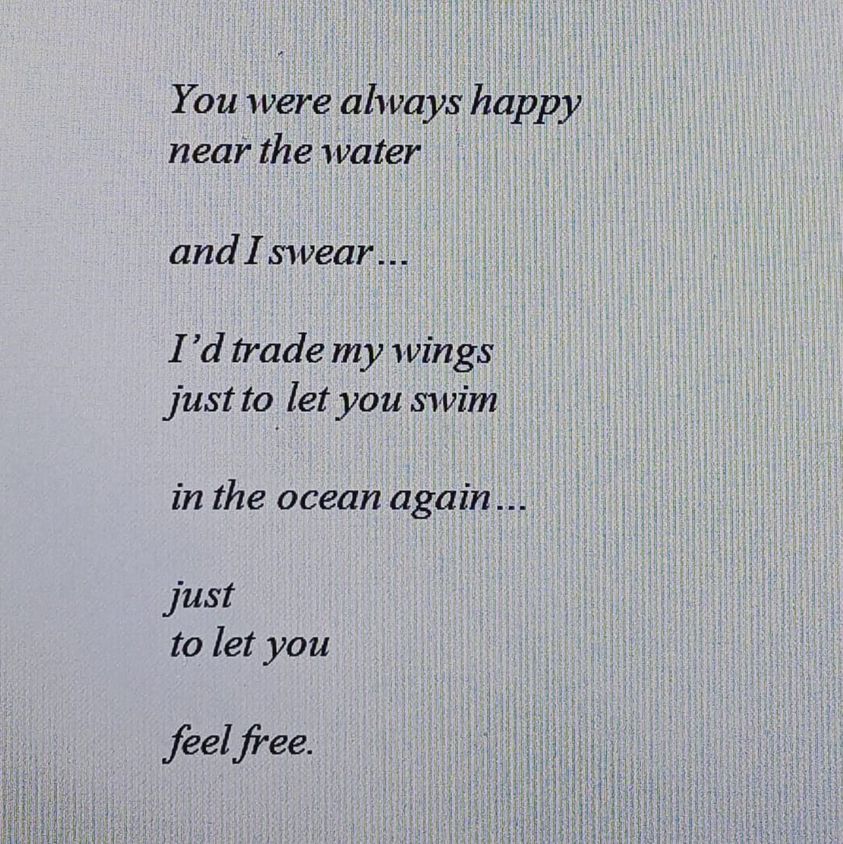 You were always happy
near the water
and I swear...
I'd trade my wings
just to let you swim
in the ocean again...
just
to let you
feel free.